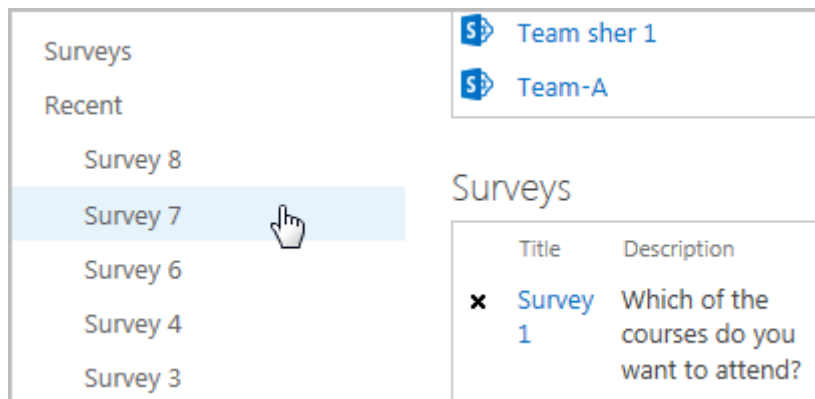 Surveys
Recent
Survey 8
Survey 7
Survey 6
Survey 4
Survey 3
Team sher 1
Team-A
Surveys
Title Description
Survey Which of the
1 courses do you
want to attend?